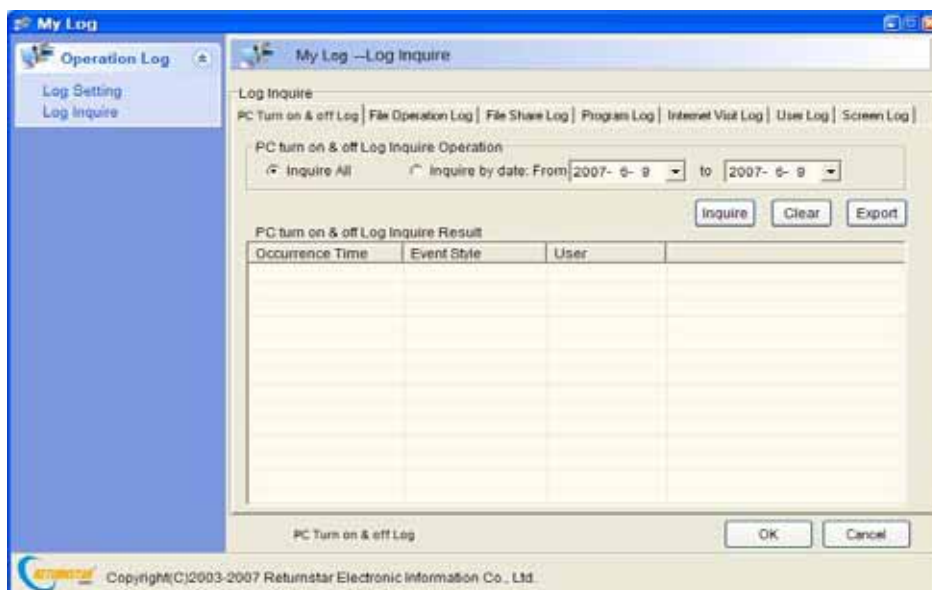 My Log
Operation Log
Log Setting
Log Inquire
My Log --Log Inquire
Log Inquire
PC Turn on & off Log File Operation Log File Share Log Program Log Internet Visit Log User Log Screen Log
PC turn on & off Log Inquire Operation
Inquire All Inquire by date: From 2007- 6- 9 to 2007- 6- 9
Inquire Clear Export
PC turn on & off Log Inquire Result
Occurrence Time Event Style User
PC Turn on & off Log
OK Cancel
RETURNSTAR Copyright(C)2003-2007 Returnstar Electronic Information Co., Ltd.